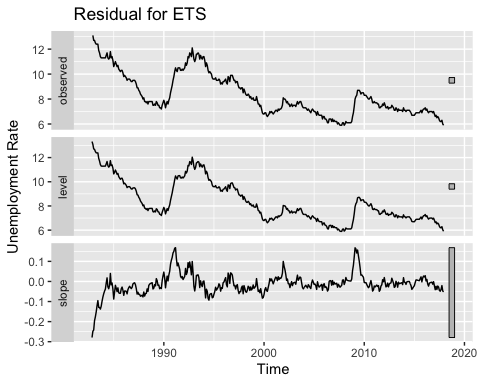 Residual for ETS
Unemployment Rate
observed
12
10
8
6
level
12
10
8
6
slope
0.1
0.0
-0.1
-0.2
-0.3
1990
2000
2010
2020
Time